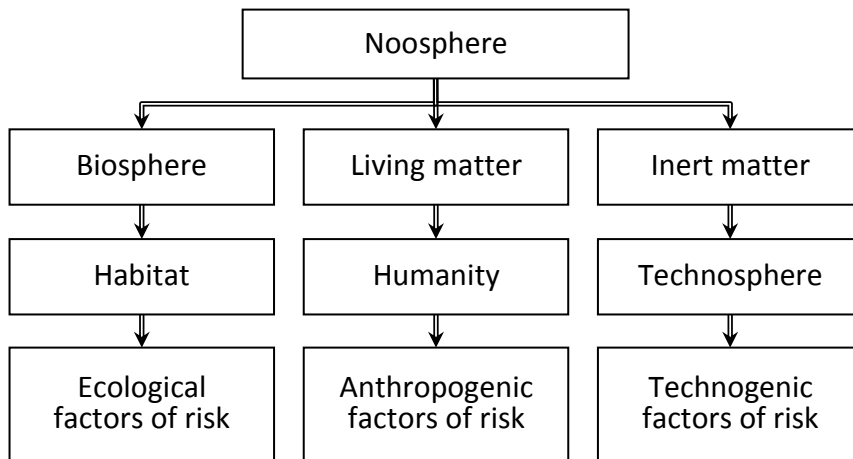 Noosphere
Biosphere
Living matter
Inert matter
Habitat
Humanity
Technosphere
Ecological
factors of risk
Anthropogenic
factors of risk
Technogenic
factors of risk